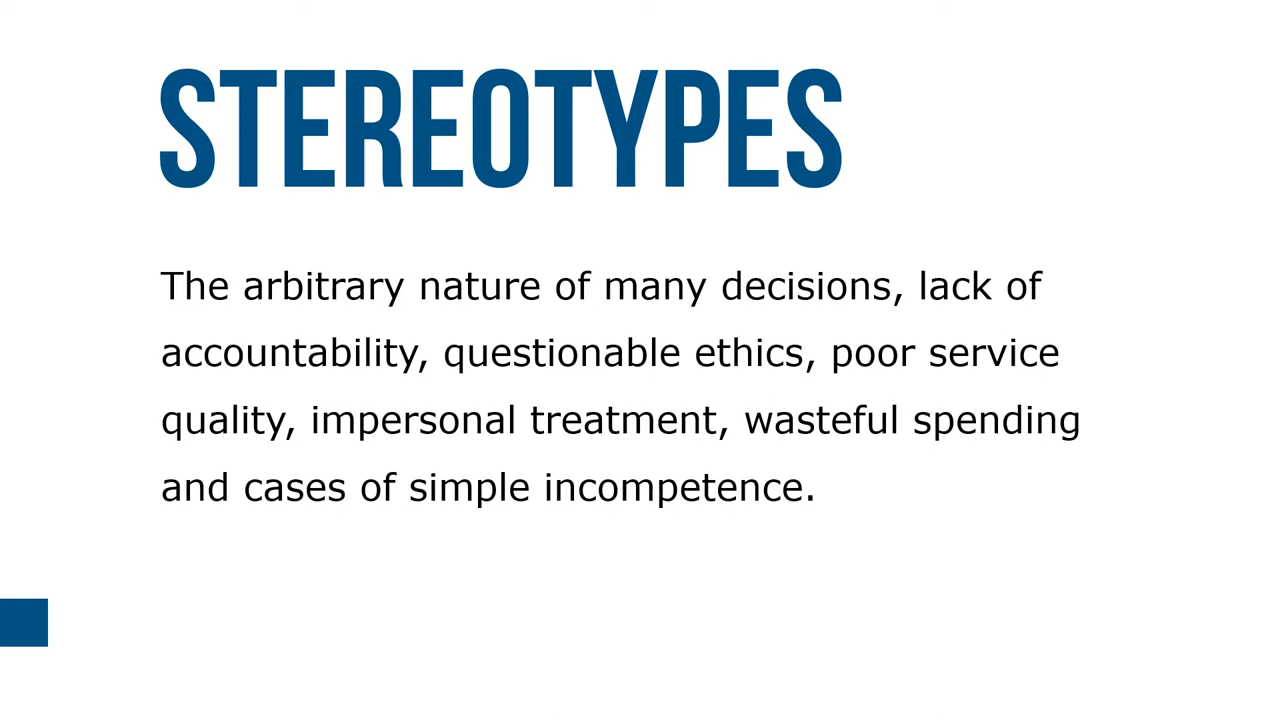 STEREOTYPES
The arbitrary nature of many decisions, lack of
accountability, questionable ethics, poor service
quality, impersonal treatment, wasteful spending
and cases of simple incompetence.